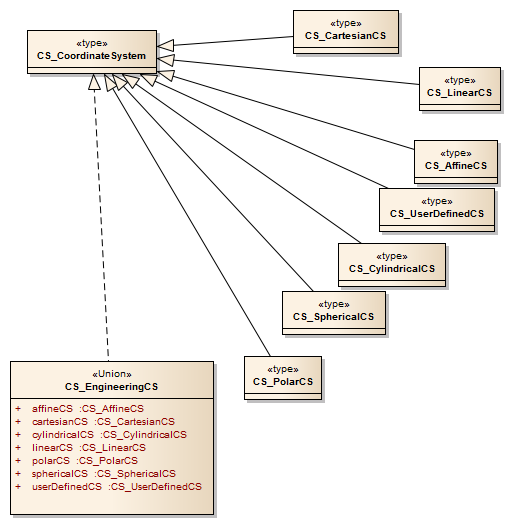 «type»
CS_CoordinateSystem
«type»
CS_CartesianCS
«type»
CS_LinearCS
«type»
CS_AffineCS
«type»
CS_UserDefinedCS
«type»
CS_CylindricalCS
«type»
CS_SphericalCS
«type»
CS_PolarCS
«Union»
CS_EngineeringCS
+ affineCS :CS_AffineCS
+ cartesianCS :CS_CartesianCS
+ cylindricalCS :CS_CylindricalCS
+ linearCS :CS_LinearCS
+ polarCS :CS_PolarCS
+ sphericalCS :CS_SphericalCS
+ userDefinedCS :CS_UserDefinedCS